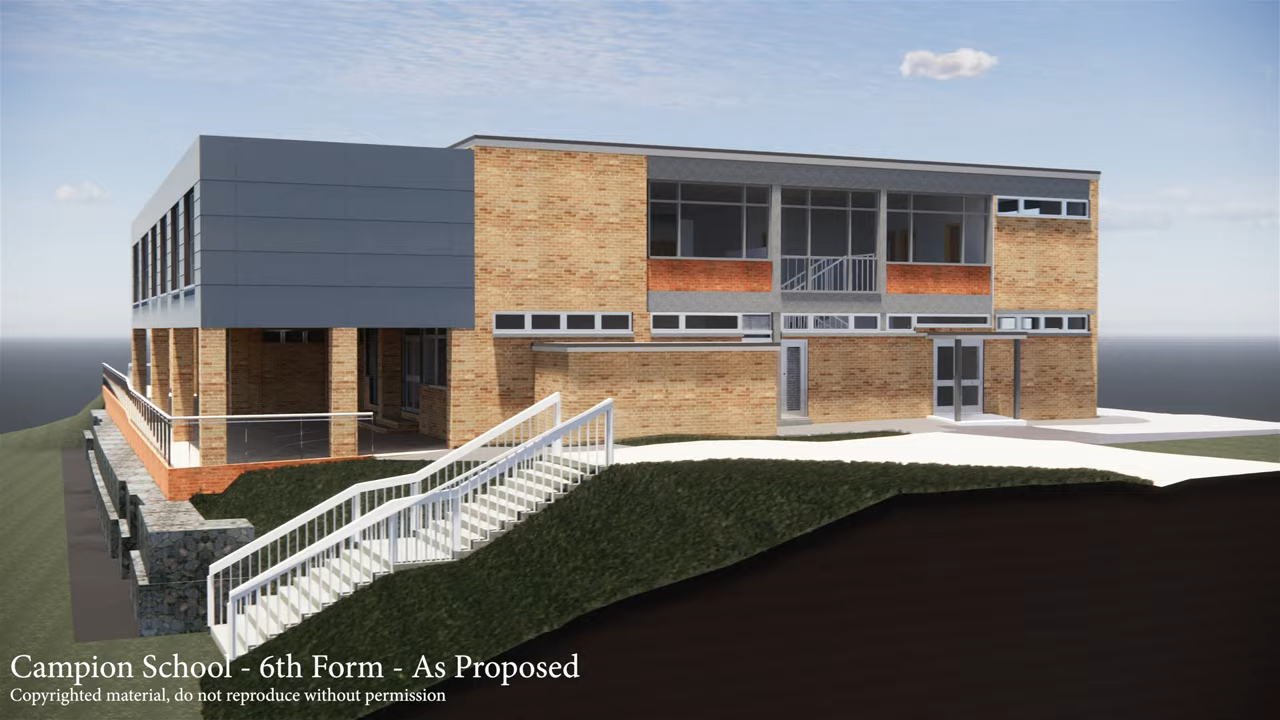 Campion School - 6th Form - As Proposed
Copyrighted material, do not reproduce without permission